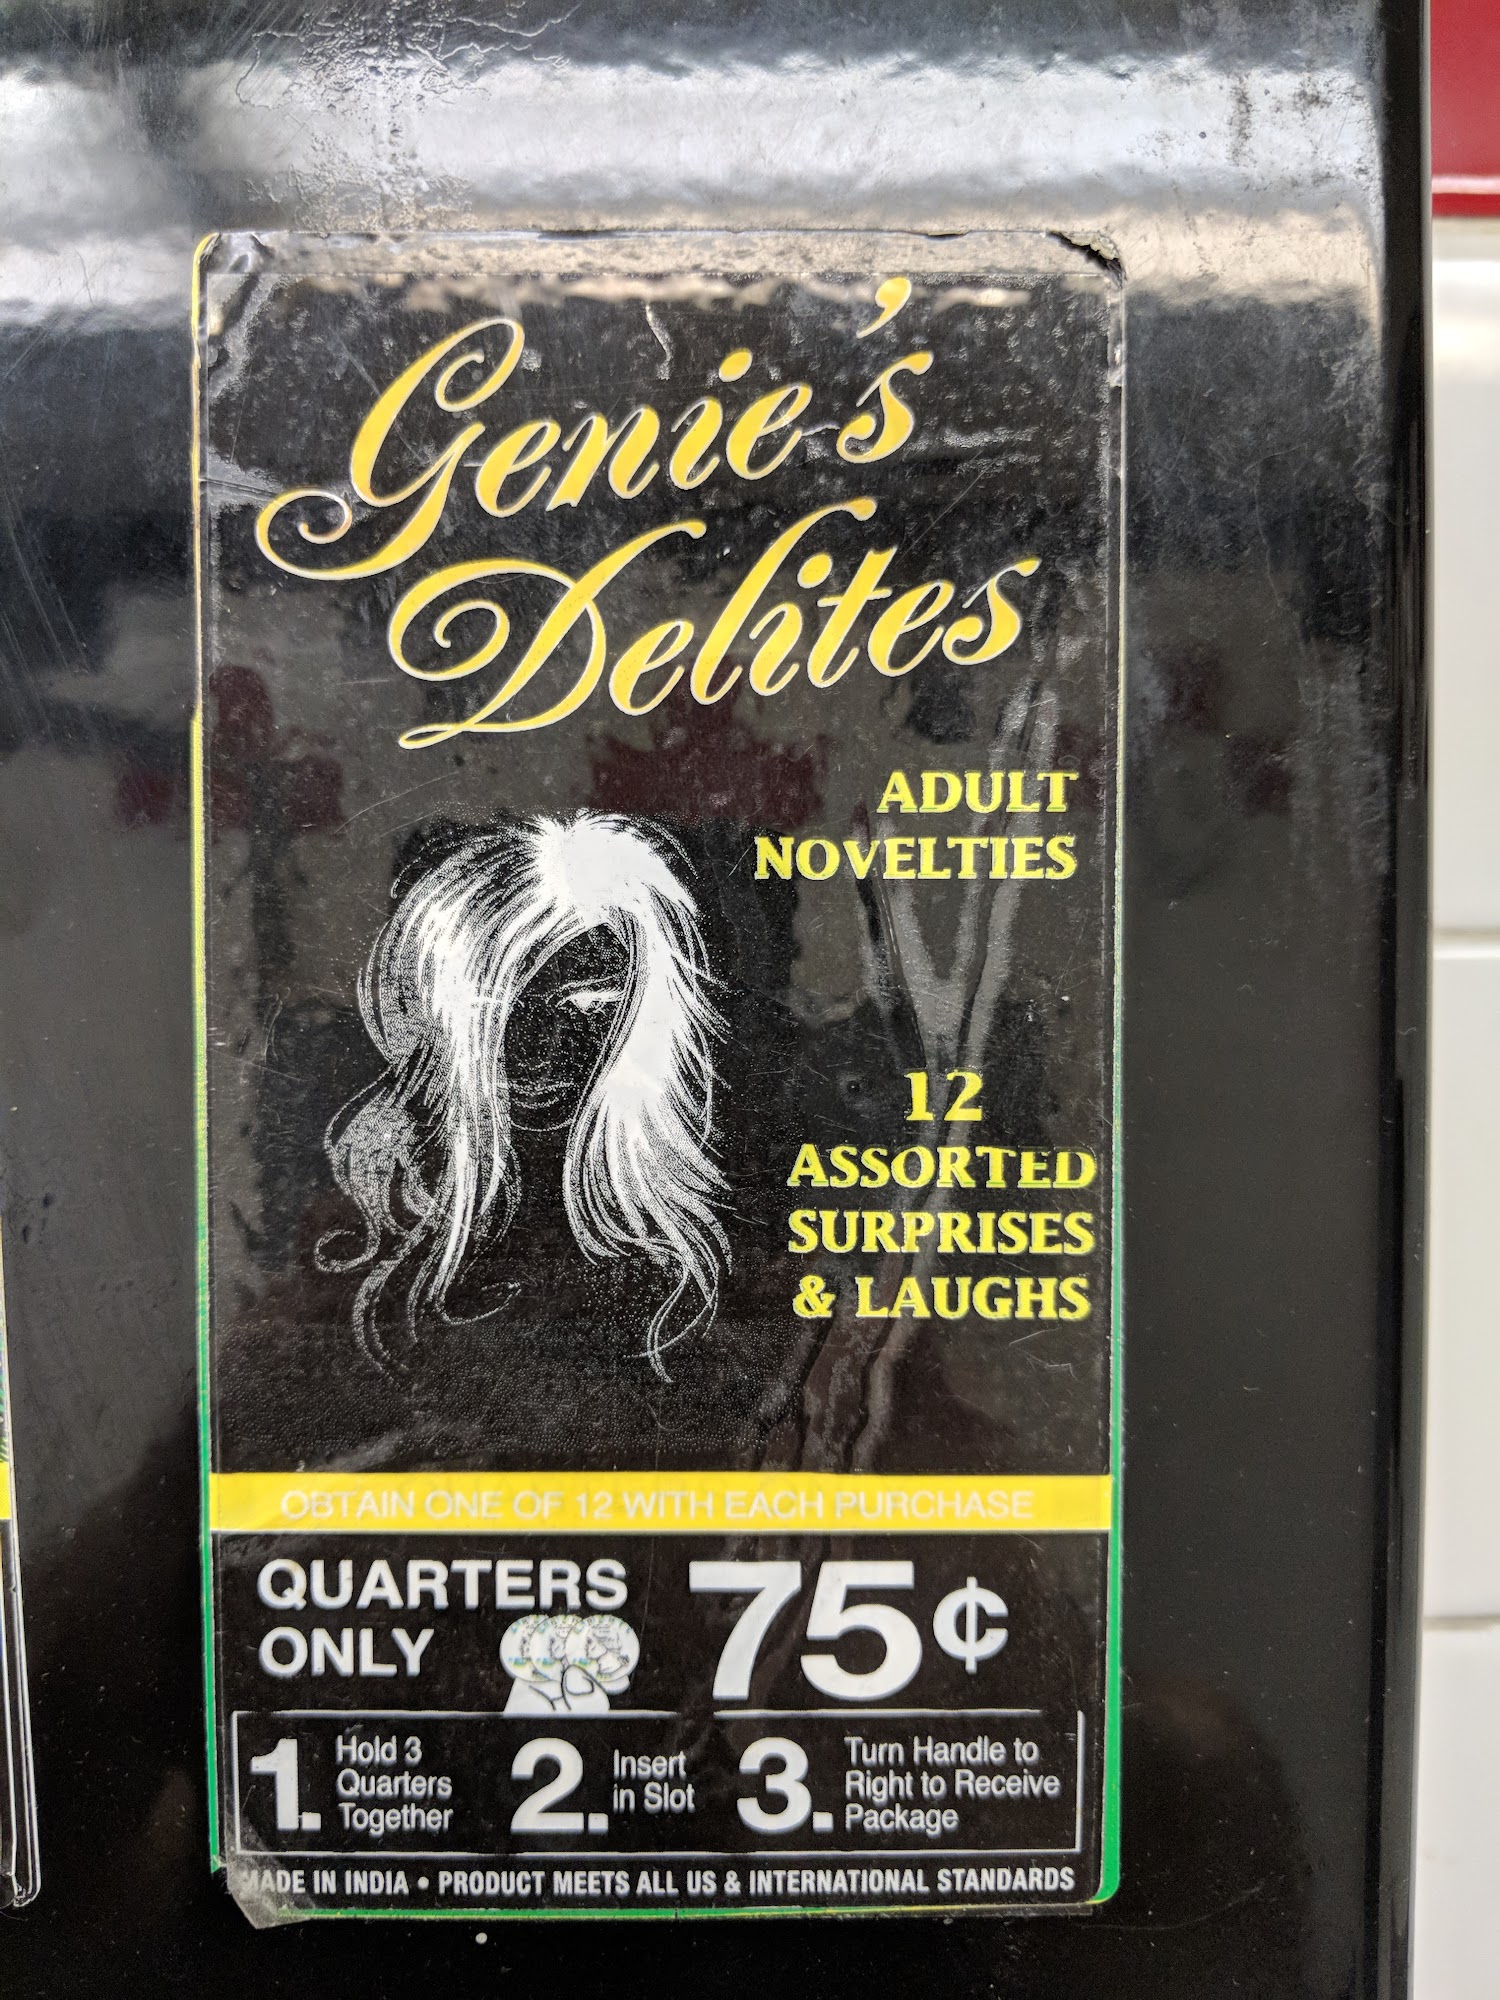 Genie's
Delites
ADULT
NOVELTIES
12
ASSORTED
SURPRISES
& LAUGHS
OBTAIN ONE OF 12 WITH EACH PURCHASE
QUARTERS
ONLY
75¢
1. Hold 3
Quarters
Together
2. Insert
in Slot
3. Turn Handle to
Right to Receive
Package
MADE IN INDIA • PRODUCT MEETS ALL US & INTERNATIONAL STANDARDS